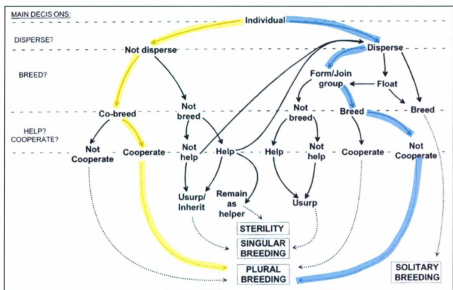 MAIN DECISIONS:
Individual
DISPERSE?
Not disperse
Disperse
BREED?
Form/Join
group
Float
Co-breed
Not
breed
Not
breed
Breed
Breed
HELP?
COOPERATE?
Not
Cooperate
Cooperate
Not
help
Help
Help
Not
help
Cooperate
Not
Cooperate
Usurp/
Inherit
Remain
as
helper
Usurp
STERILITY
SINGULAR
BREEDING
PLURAL
BREEDING
SOLITARY
BREEDING